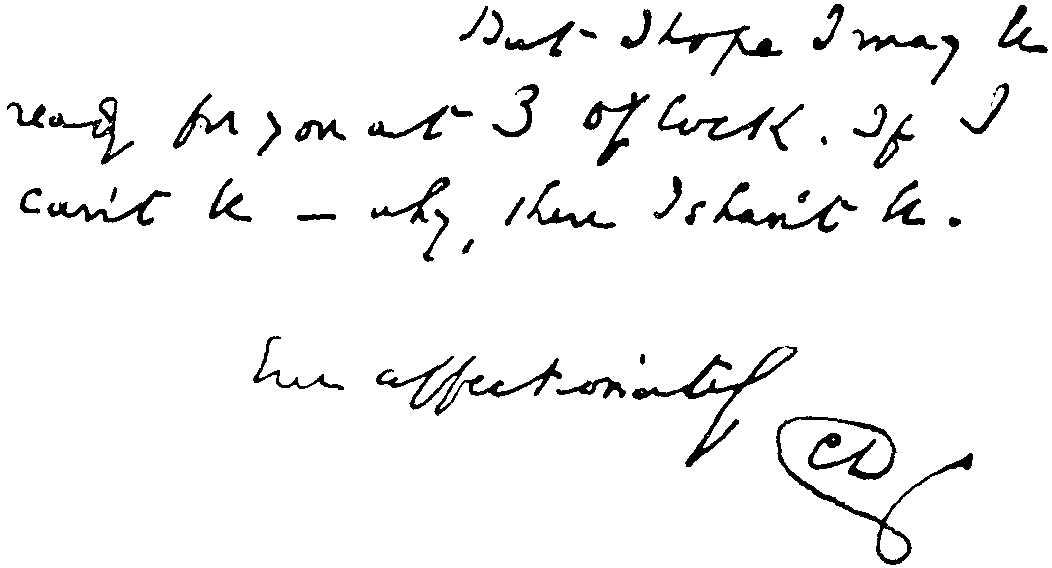 But I hope I may be
ready for you at 3 o'f clock. If I
can't be — why, then I shan't be.
Ever affectionately
CD